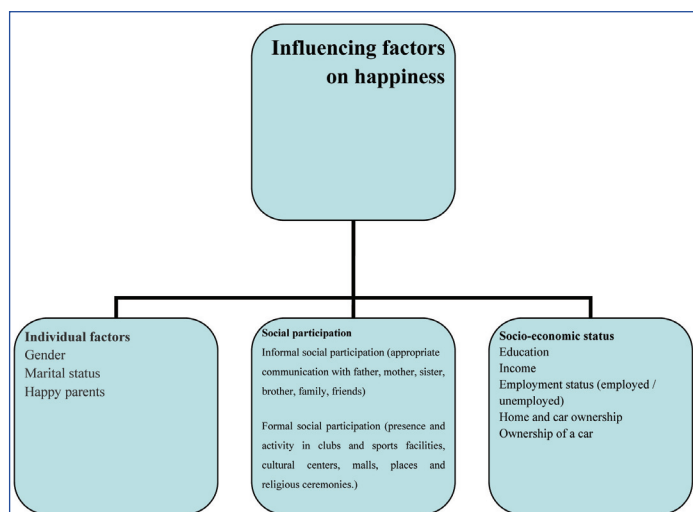 Influencing factors
on happiness
Individual factors
Gender
Marital status
Happy parents
Social participation
Informal social participation (appropriate
communication with father, mother, sister,
brother, family, friends)
Formal social participation (presence and
activity in clubs and sports facilities,
cultural centers, malls, places and
religious ceremonies.)
Socio-economic status
Education
Income
Employment status (employed /
unemployed)
Home and car ownership
Ownership of a car